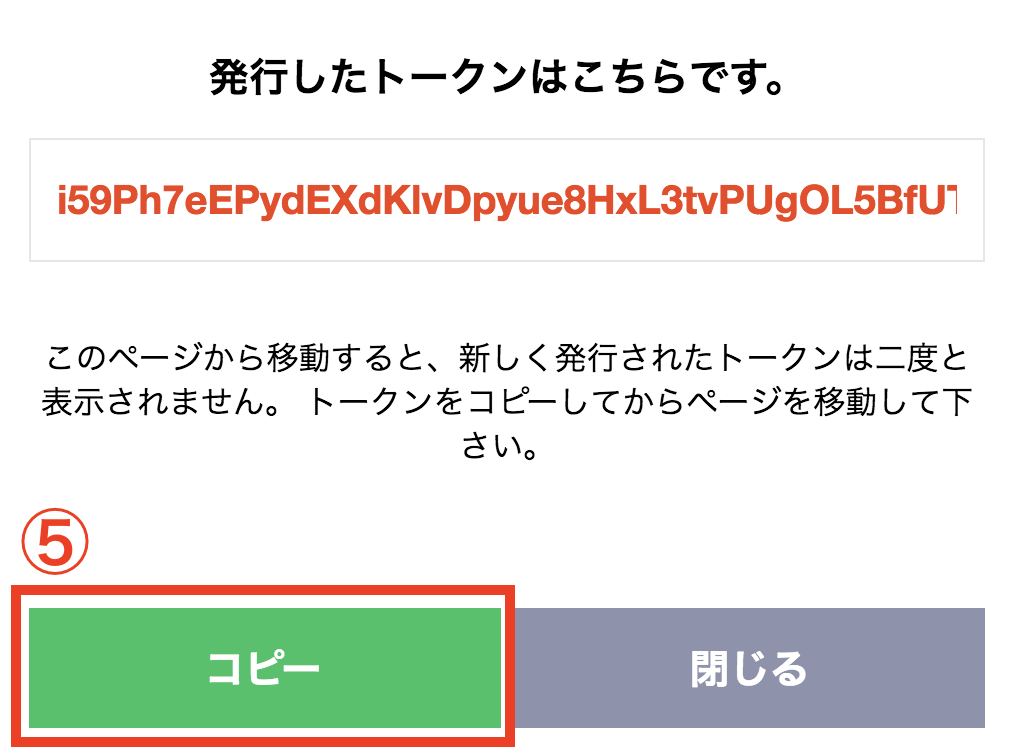 発行したトークンはこちらです。
i59Ph7eEPydEXdKlvDpyue8HxL3tvPUgOL5BfUT
このページから移動すると、新しく発行されたトークンは二度と
表示されません。 トークンをコピーしてからページを移動して下
さい。
⑤
コピー
閉じる